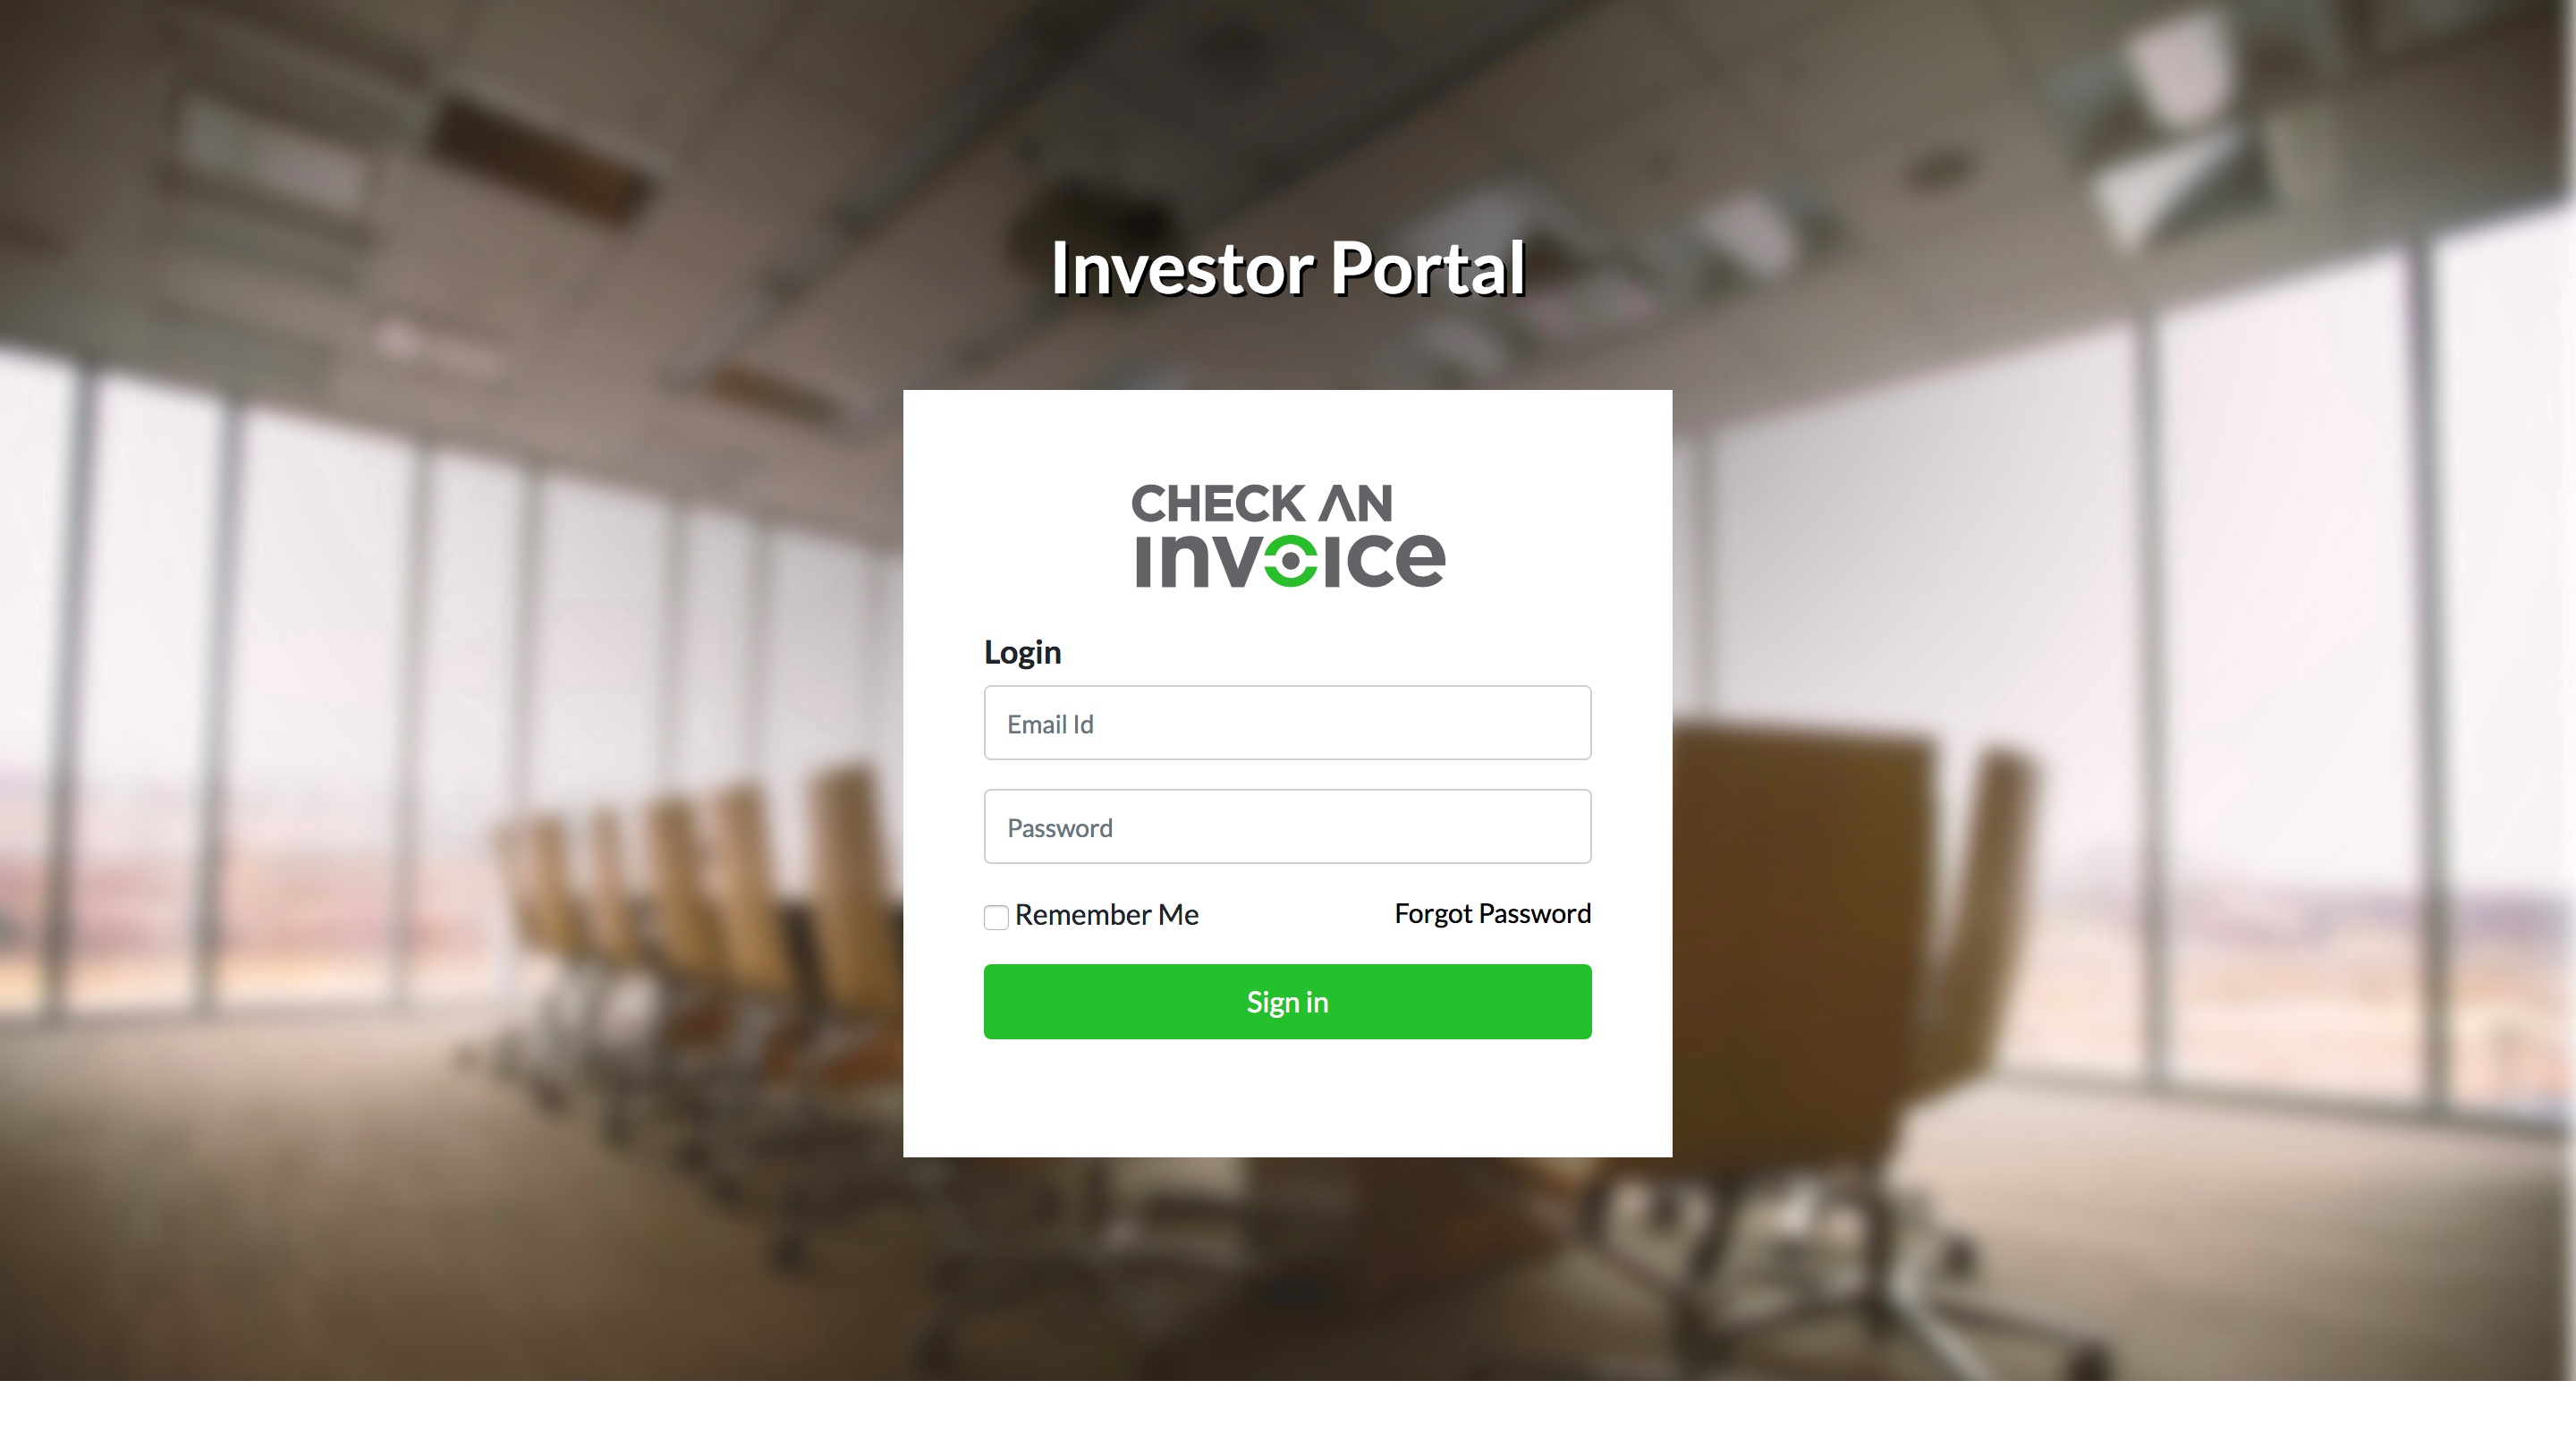 Investor Portal
CHECK AN
invoice
Login
Email Id
Password
Remember Me
Forgot Password
Sign in